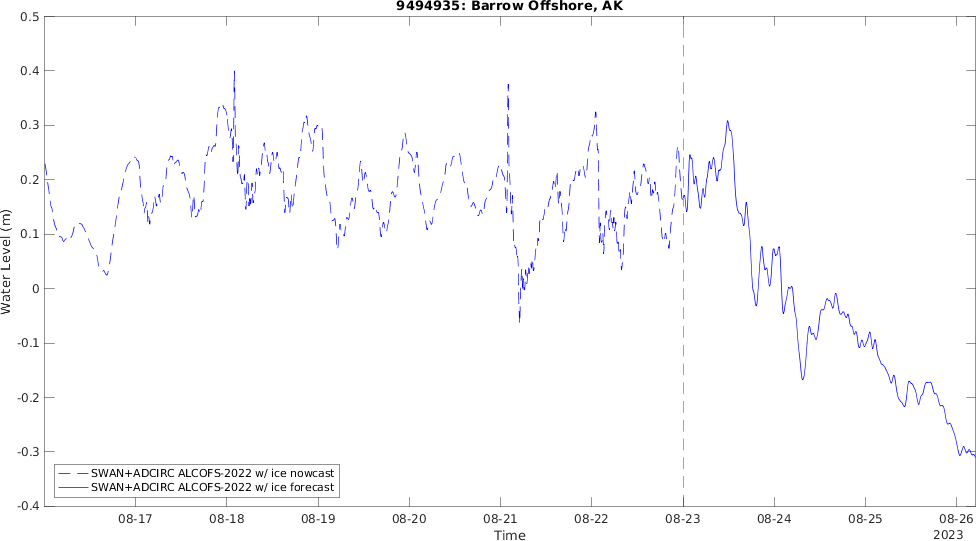 9494935: Barrow Offshore, AK
0.5
0.4
0.3
0.2
0.1
0
-0.1
-0.2
-0.3
-0.4
Water Level (m)
SWAN+ADCIRC ALCOFS-2022 w/ ice nowcast
SWAN+ADCIRC ALCOFS-2022 w/ ice forecast
08-17 08-18 08-19 08-20 08-21 08-22 08-23 08-24 08-25 08-26
Time
2023